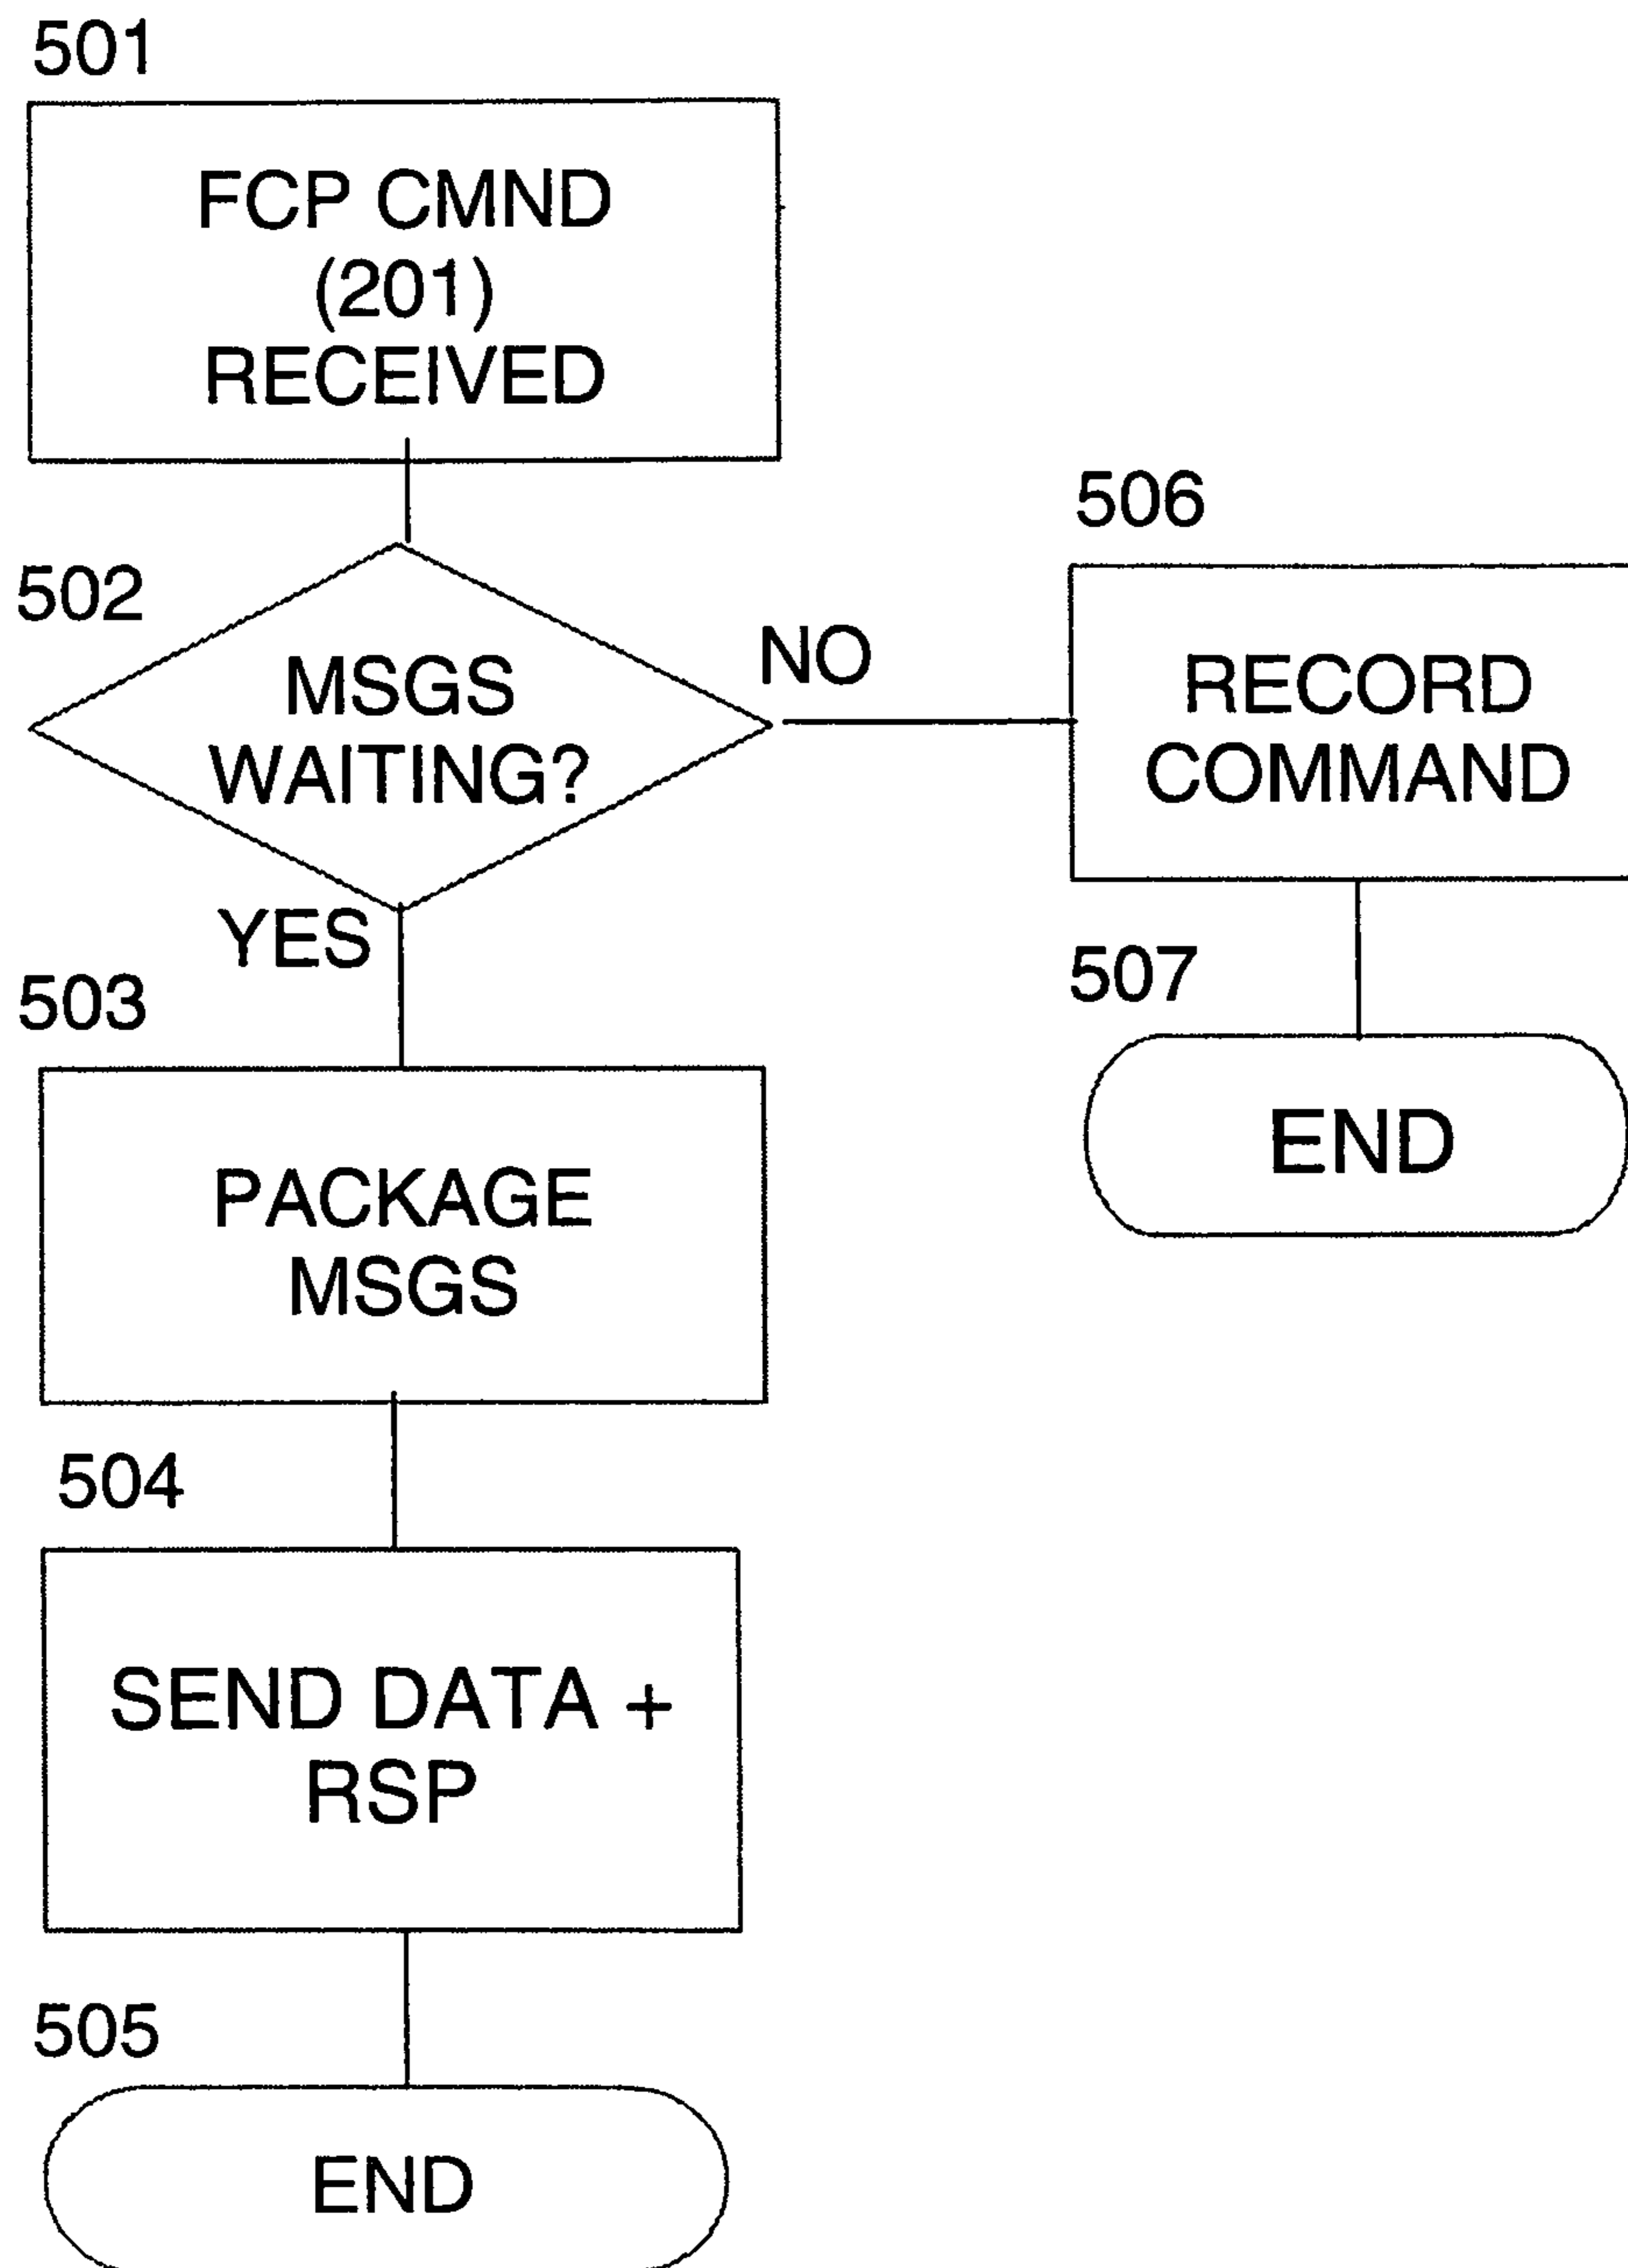 501
FCP CMND
(201)
RECEIVED
502
MSGS
WAITING?
NO
YES
506
RECORD
COMMAND
507
END
503
PACKAGE
MSGS
504
SEND DATA +
RSP
505
END